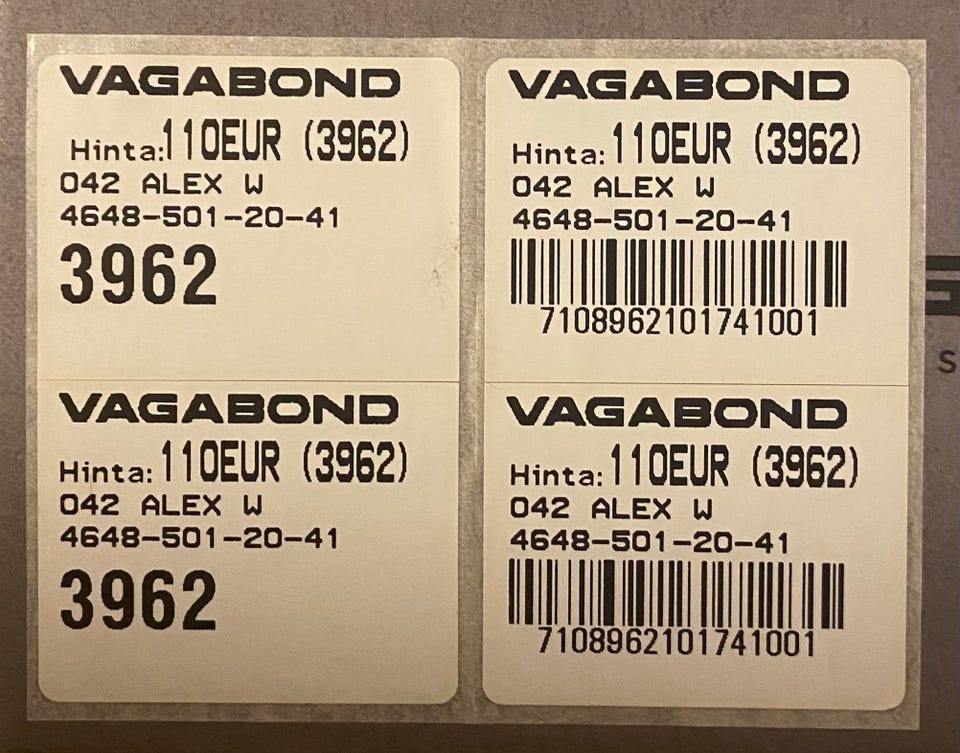 VAGABOND
Hinta:110EUR (3962)
042 ALEX W
4648-501-20-41
3962
VAGABOND
Hinta: 110EUR (3962)
042 ALEX W
4648-501-20-41
7108962101741001
VAGABOND
Hinta: 110EUR (3962)
042 ALEX W
4648-501-20-41
3962
VAGABOND
Hinta: 110EUR (3962)
042 ALEX W
4648-501-20-41
7108962101741001